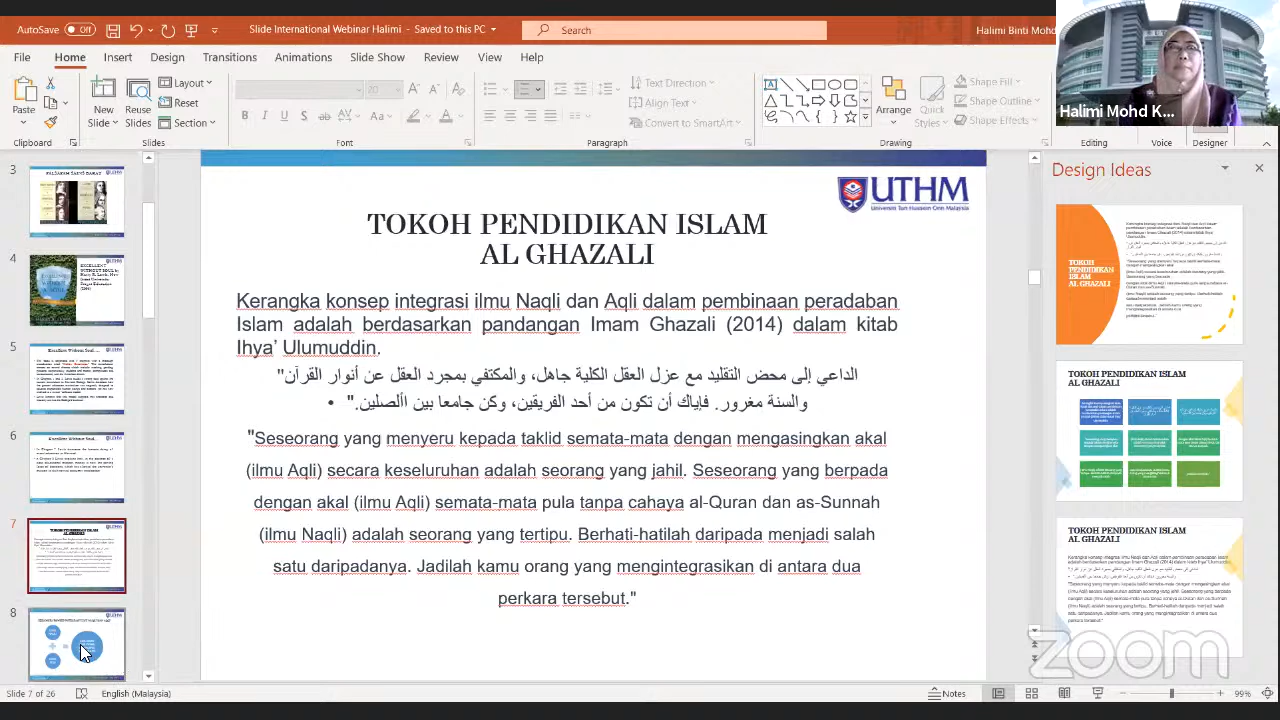 AutoSave Off
Slide International Webinar Halimi - Saved to this PC
Search
Halimi Binti Mohd
File Home Insert Design Transitions Animations Slide Show Review View Help
Paste
New Slide
Reuse Slides
Layout
Reset
Section
20
Text Direction
Align Text
Convert to SmartArt
Arrange
Quick Styles
Shape Fill
Shape Outline
Shape Effects
Clipboard Slides Font Paragraph Drawing Editing Voice Designer
Halimi Mohd K...
3
5
6
7
8
UTHM
Universiti Tun Hussein Onn Malaysia
TOKOH PENDIDIKAN ISLAM
AL GHAZALI
Kerangka konsep integrasi ilmu Naqli dan Aqli dalam pembinaan peradaban
Islam adalah berdasarkan pandangan Imam Ghazali (2014) dalam kitab
Ihya' Ulumuddin.
"الداعي إلى محض التقليد مع عزل العقل الكلية جاهل، والمكتفي بمجرد العقل عن أنوار القرآن
• والسنة مغرور. فإياك أن تكون من أحد الفريقين، وكن جامعا بين األصلين."
"Seseorang yang menyeru kepada taklid semata-mata dengan mengasingkan akal
(ilmu Aqli) secara keseluruhan adalah seorang yang jahil. Seseorang yang berpada
dengan akal (ilmu Aqli) semata-mata pula tanpa cahaya al-Quran dan as-Sunnah
(ilmu Naqli) adalah seorang yang tertipu. Berhati-hatilah daripada menjadi salah
satu daripadanya. Jadilah kamu orang yang mengintegrasikan di antara dua
perkara tersebut."
Design Ideas
TOKOH
PENDIDIKAN
ISLAM
AL GHAZALI
TOKOH PENDIDIKAN ISLAM
AL GHAZALI
TOKOH PENDIDIKAN ISLAM
AL GHAZALI
zoom
Slide 7 of 26
English (Malaysia)
Notes
99%